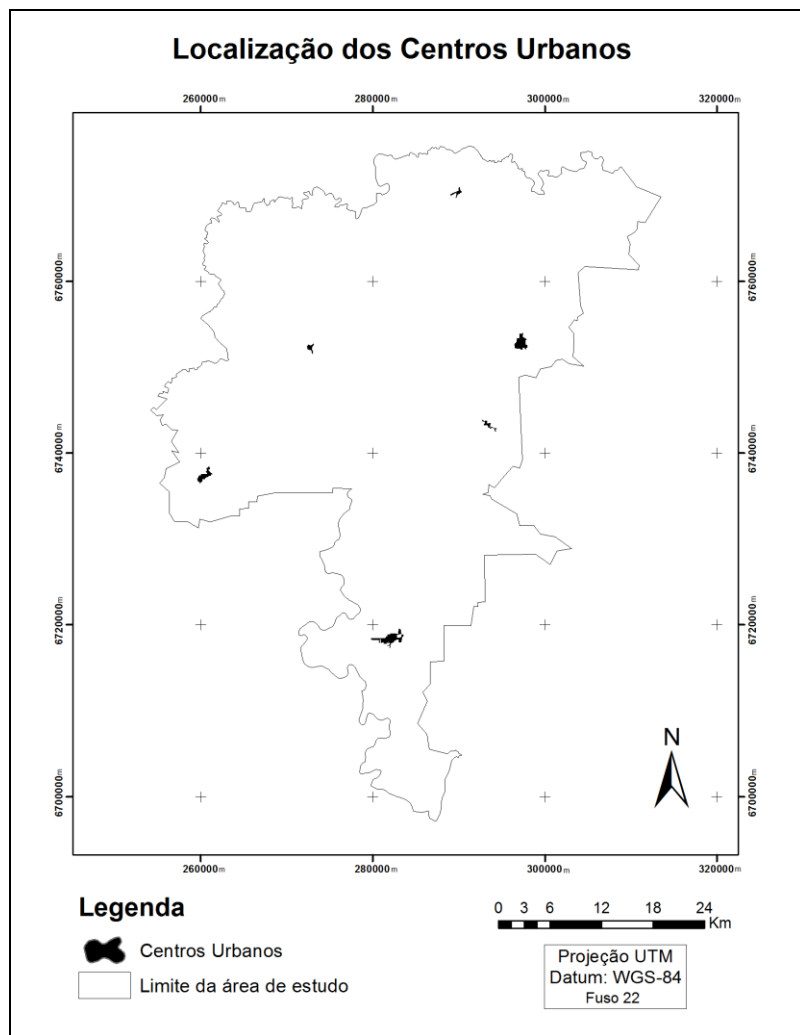 Localização dos Centros Urbanos
260000m 280000m 300000m 320000m
6760000m 6760000m
6740000m 6740000m
6720000m 6720000m
N
6700000m 6700000m
260000m 280000m 300000m 320000m
Legenda
0 3 6 12 18 24
Km
Centros Urbanos
Limite da área de estudo
Projeção UTM
Datum: WGS-84
Fuso 22